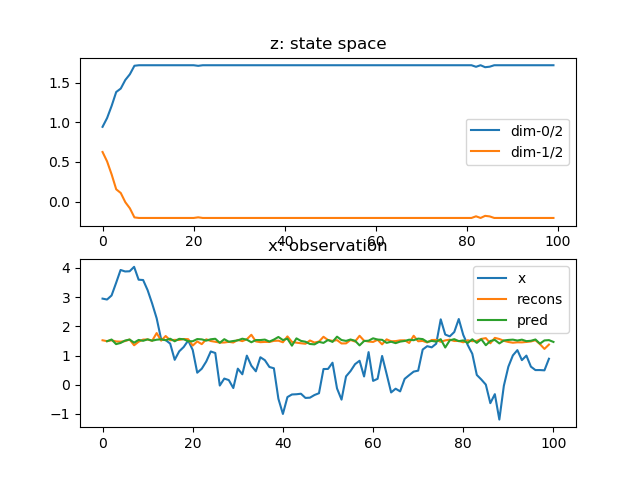 z: state space
1.5
1.0
0.5
0.0
dim-0/2
dim-1/2
0 20 40 60 80 100
x: observation
4
3
2
1
0
−1
x
recons
pred
0 20 40 60 80 100